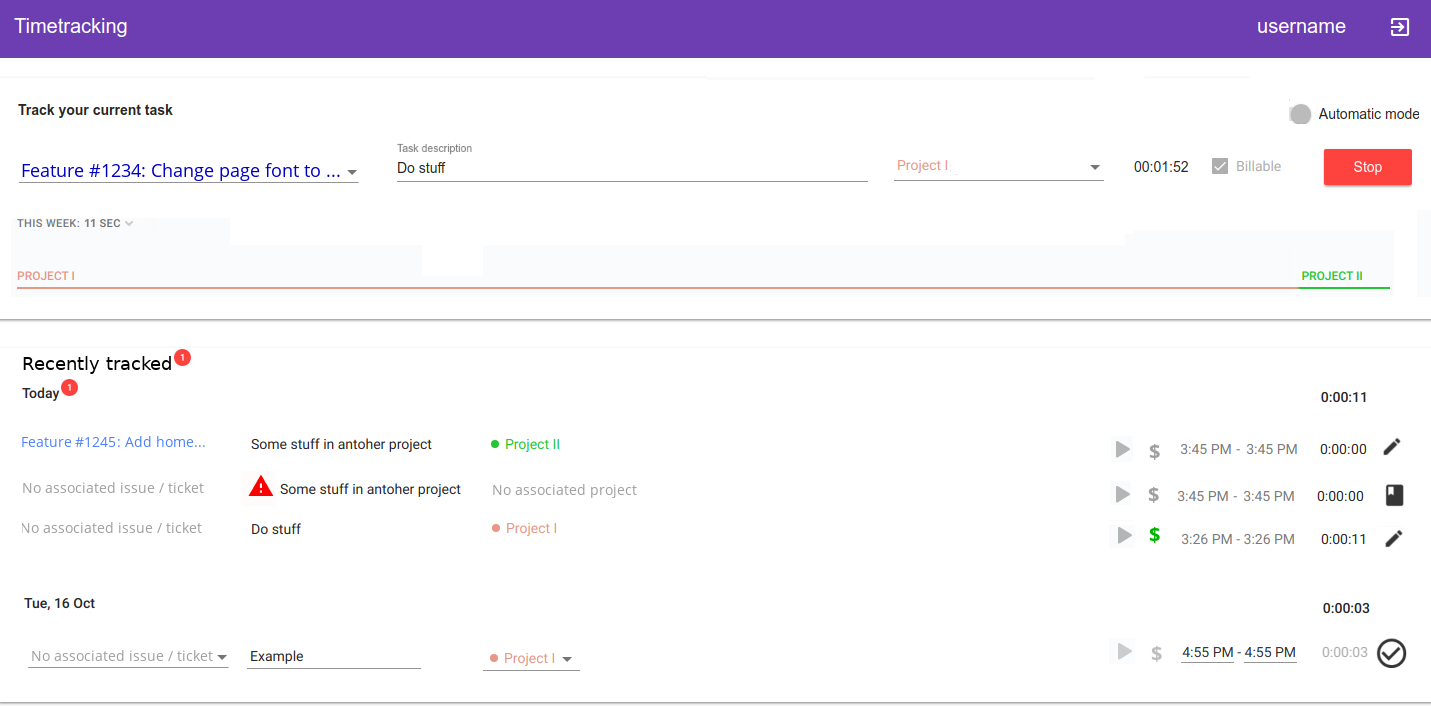 Timetracking username
Track your current task
Automatic mode
Task description
Feature #1234: Change page font to ... Do stuff Project I 00:01:52 Billable Stop
THIS WEEK: 11 SEC
PROJECT I PROJECT II
Recently tracked 1
Today 1 0:00:11
Feature #1245: Add home... Some stuff in antoher project Project II $ 3:45 PM - 3:45 PM 0:00:00
No associated issue / ticket Some stuff in antoher project No associated project $ 3:45 PM - 3:45 PM 0:00:00
No associated issue / ticket Do stuff Project I $ 3:26 PM - 3:26 PM 0:00:11
Tue, 16 Oct 0:00:03
No associated issue / ticket Example Project I $ 4:55 PM - 4:55 PM 0:00:03